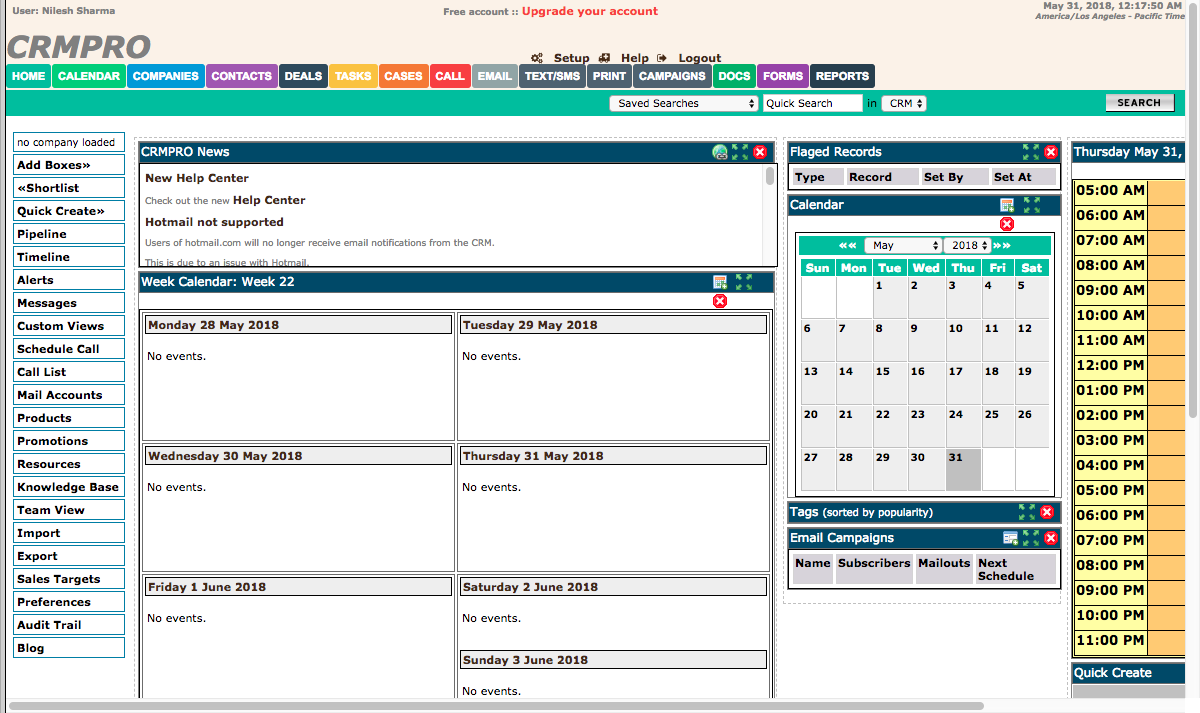 User: Nilesh Sharma
Free account :: Upgrade your account
May 31, 2018, 12:17:50 AM
America/Los Angeles - Pacific Time
CRMPRO
Setup Help Logout
HOME CALENDAR COMPANIES CONTACTS DEALS TASKS CASES CALL EMAIL TEXT/SMS PRINT CAMPAIGNS DOCS FORMS REPORTS
Saved Searches Quick Search in CRM SEARCH
no company loaded
Add Boxes»
«Shortlist
Quick Create»
Pipeline
Timeline
Alerts
Messages
Custom Views
Schedule Call
Call List
Mail Accounts
Products
Promotions
Resources
Knowledge Base
Team View
Import
Export
Sales Targets
Preferences
Audit Trail
Blog
CRMPRO News
New Help Center
Check out the new Help Center
Hotmail not supported
Users of hotmail.com will no longer receive email notifications from the CRM.
This is due to an issue with Hotmail.
Week Calendar: Week 22
Monday 28 May 2018
No events.
Tuesday 29 May 2018
No events.
Wednesday 30 May 2018
No events.
Thursday 31 May 2018
No events.
Friday 1 June 2018
No events.
Saturday 2 June 2018
No events.
Sunday 3 June 2018
No events.
Flaged Records
Type Record Set By Set At
Calendar
«« May 2018 »»
Sun Mon Tue Wed Thu Fri Sat
1 2 3 4 5
6 7 8 9 10 11 12
13 14 15 16 17 18 19
20 21 22 23 24 25 26
27 28 29 30 31
Tags (sorted by popularity)
Email Campaigns
Name Subscribers Mailouts Next
Schedule
Thursday May 31,
05:00 AM
06:00 AM
07:00 AM
08:00 AM
09:00 AM
10:00 AM
11:00 AM
12:00 PM
01:00 PM
02:00 PM
03:00 PM
04:00 PM
05:00 PM
06:00 PM
07:00 PM
08:00 PM
09:00 PM
10:00 PM
11:00 PM
Quick Create